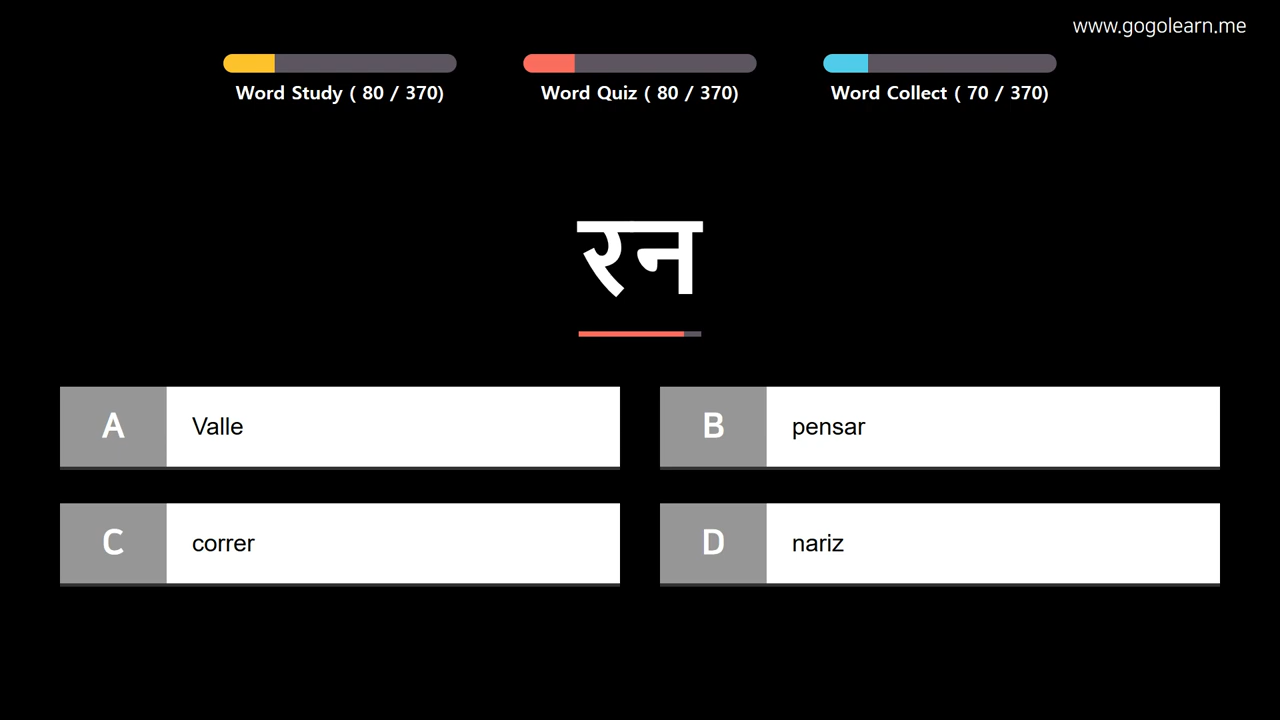 www.gogolearn.me
Word Study ( 80 / 370)
Word Quiz ( 80 / 370)
Word Collect ( 70 / 370)
रन
A Valle
B pensar
C correr
D nariz